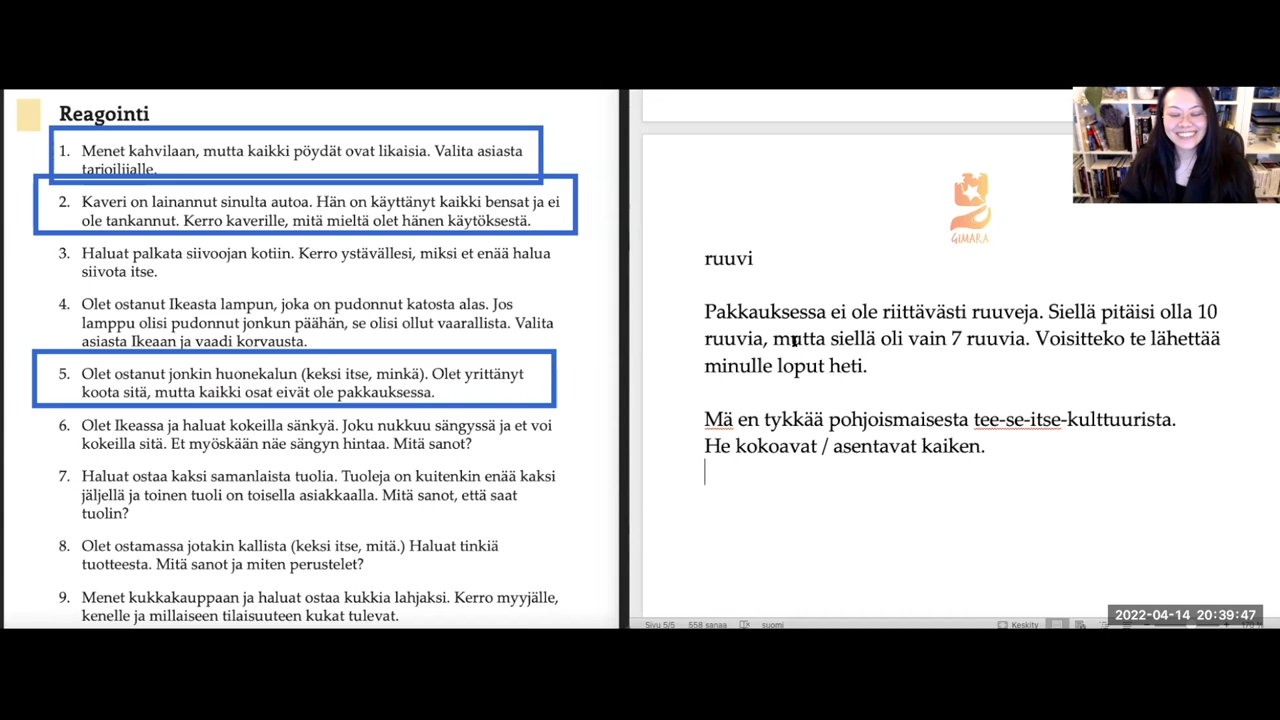 Reagointi
1. Menet kahvilaan, mutta kaikki pöydät ovat likaisia. Valita asiasta
tarjoilijalle.
2. Kaveri on lainannut sinulta autoa. Hän on käyttänyt kaikki bensat ja ei
ole tankannut. Kerro kaverille, mitä mieltä olet hänen käytöksestä.
3. Haluat palkata siivoojan kotiin. Kerro ystävällesi, miksi et enää halua
siivota itse.
4. Olet ostanut Ikeasta lampun, joka on pudonnut katosta alas. Jos
lamppu olisi pudonnut jonkun päähän, se olisi ollut vaarallista. Valita
asiasta Ikeaan ja vaadi korvausta.
5. Olet ostanut jonkin huonekalun (keksi itse, minkä). Olet yrittänyt
koota sitä, mutta kaikki osat eivät ole pakkauksessa.
6. Olet Ikeassa ja haluat kokeilla sänkyä. Joku nukkuu sängyssä ja et voi
kokeilla sitä. Et myöskään näe sängyn hintaa. Mitä sanot?
7. Haluat ostaa kaksi samanlaista tuolia. Tuoleja on kuitenkin enää kaksi
jäljellä ja toinen tuoli on toisella asiakkaalla. Mitä sanot, että saat
tuolin?
8. Olet ostamassa jotakin kallista (keksi itse, mitä.) Haluat tinkiä
tuotteesta. Mitä sanot ja miten perustelet?
9. Menet kukkakauppaan ja haluat ostaa kukkia lahjaksi. Kerro myyjälle,
kenelle ja millaiseen tilaisuuteen kukat tulevat.
GIMARA
ruuvi
Pakkauksessa ei ole riittävästi ruuveja. Siellä pitäisi olla 10
ruuvia, mutta siellä oli vain 7 ruuvia. Voisitteko te lähettää
minulle loput heti.
Mä en tykkää pohjoismaisesta tee-se-itse-kulttuurista.
He kokoavat / asentavat kaiken.
2022-04-14 20:39:47
Sivu 5/5 558 sanaa suomi Keskity